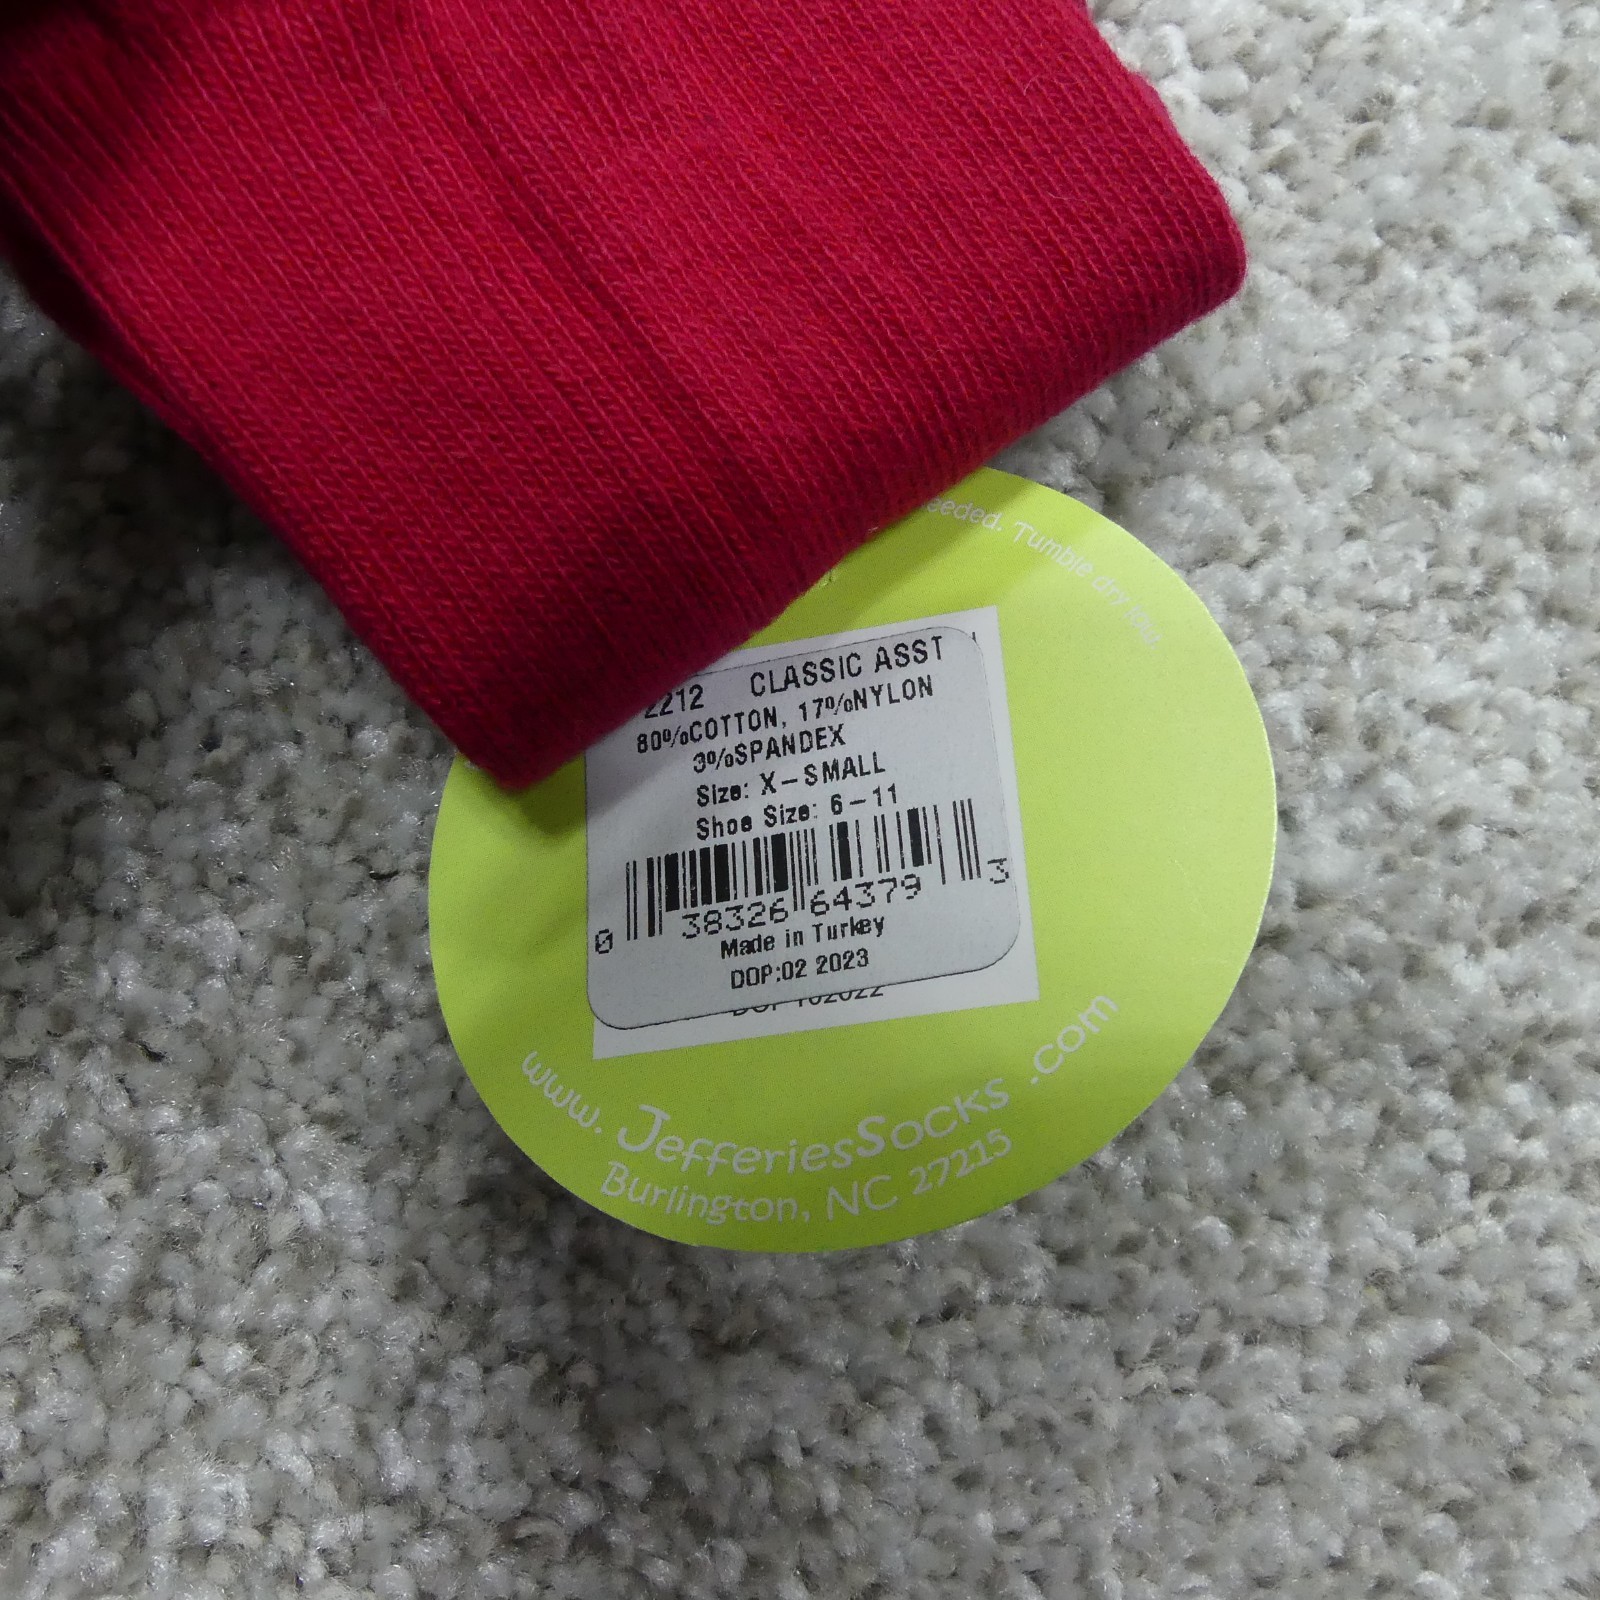 eeded. Tumble dry low.
2212 CLASSIC ASST
80%COTTON, 17%NYLON
3%SPANDEX
Size: X-SMALL
Shoe Size: 6-11
0 38326 64379 3
Made in Turkey
DOP:02 2023
www.JefferiesSocks.com
Burlington, NC 27215